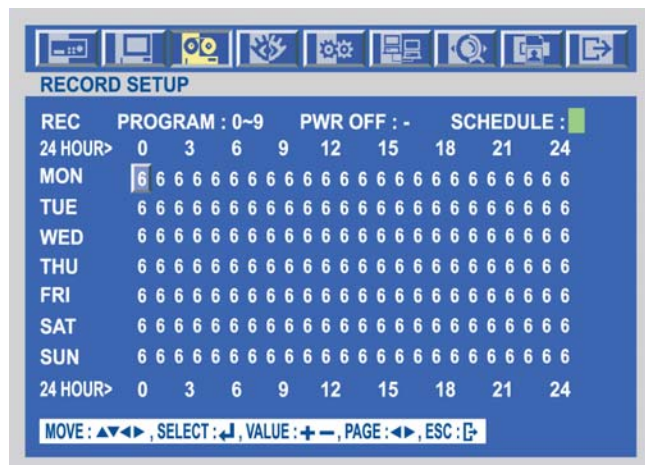 RECORD SETUP
REC PROGRAM : 0~9 PWR OFF : - SCHEDULE :
24 HOUR> 0 3 6 9 12 15 18 21 24
MON 6 6 6 6 6 6 6 6 6 6 6 6 6 6 6 6 6 6 6 6 6 6 6 6
TUE 6 6 6 6 6 6 6 6 6 6 6 6 6 6 6 6 6 6 6 6 6 6 6 6
WED 6 6 6 6 6 6 6 6 6 6 6 6 6 6 6 6 6 6 6 6 6 6 6 6
THU 6 6 6 6 6 6 6 6 6 6 6 6 6 6 6 6 6 6 6 6 6 6 6 6
FRI 6 6 6 6 6 6 6 6 6 6 6 6 6 6 6 6 6 6 6 6 6 6 6 6
SAT 6 6 6 6 6 6 6 6 6 6 6 6 6 6 6 6 6 6 6 6 6 6 6 6
SUN 6 6 6 6 6 6 6 6 6 6 6 6 6 6 6 6 6 6 6 6 6 6 6 6
24 HOUR> 0 3 6 9 12 15 18 21 24
MOVE : ▲▼◀▶ , SELECT : ↵ , VALUE : + − , PAGE : ◀▶ , ESC :